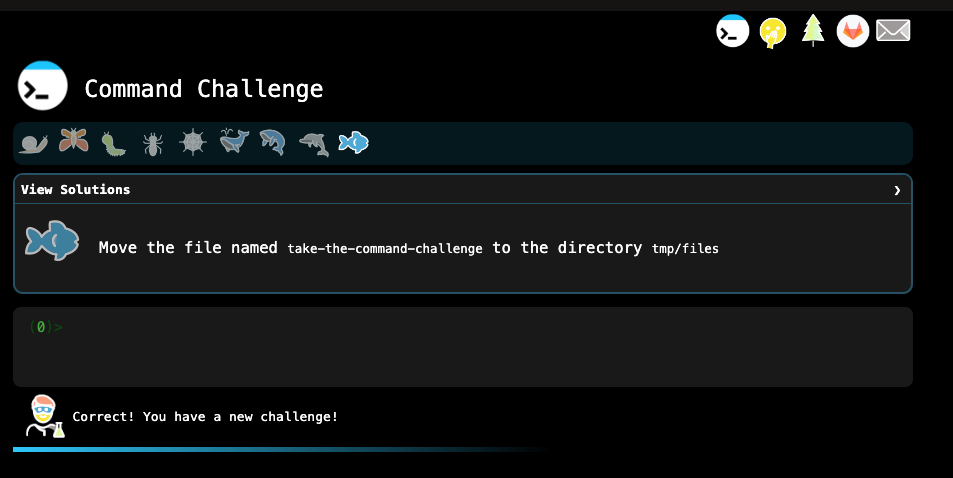 Command Challenge
View Solutions ❯
Move the file named take-the-command-challenge to the directory tmp/files
(0)>
Correct! You have a new challenge!